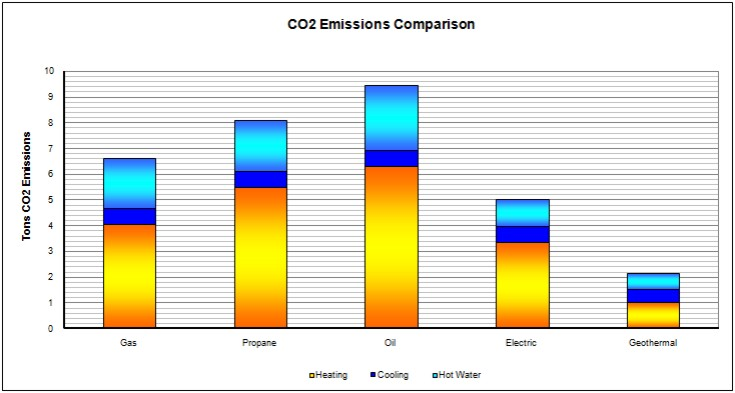 CO2 Emissions Comparison
Tons CO2 Emissions
10
9
8
7
6
5
4
3
2
1
0
Gas Propane Oil Electric Geothermal
Heating Cooling Hot Water